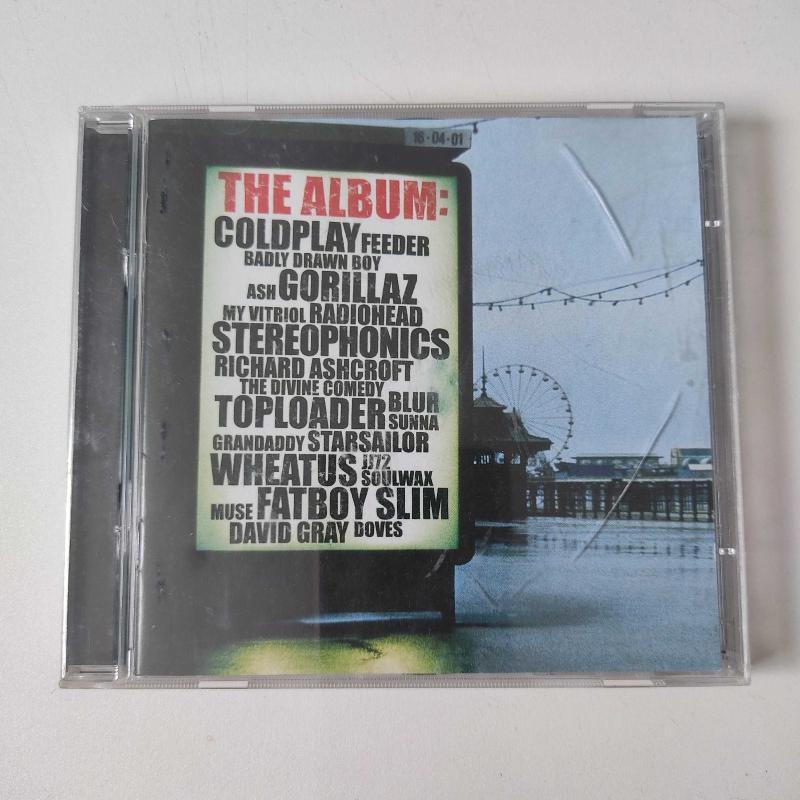 16·04·01
THE ALBUM:
COLDPLAY FEEDER
BADLY DRAWN BOY
ASH GORILLAZ
MY VITRIOL RADIOHEAD
STEREOPHONICS
RICHARD ASHCROFT
THE DIVINE COMEDY
TOPLOADER BLUR
SUNNA
GRANDADDY STARSAILOR
WHEATUS JJ72
SOULWAX
MUSE FATBOY SLIM
DAVID GRAY DOVES